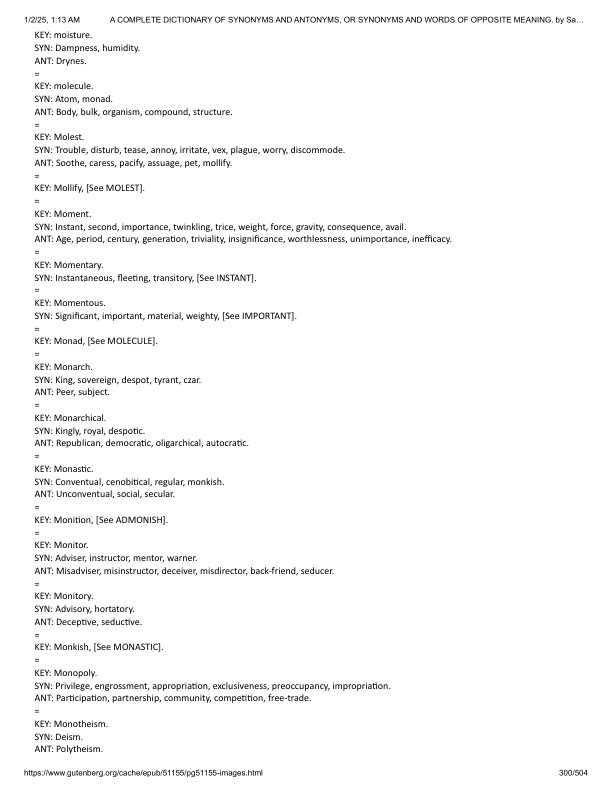 1/2/25, 1:13 AM A COMPLETE DICTIONARY OF SYNONYMS AND ANTONYMS, OR SYNONYMS AND WORDS OF OPPOSITE MEANING. by Sa…
KEY: moisture.
SYN: Dampness, humidity.
ANT: Drynes.
=
KEY: molecule.
SYN: Atom, monad.
ANT: Body, bulk, organism, compound, structure.
=
KEY: Molest.
SYN: Trouble, disturb, tease, annoy, irritate, vex, plague, worry, discommode.
ANT: Soothe, caress, pacify, assuage, pet, mollify.
=
KEY: Mollify, [See MOLEST].
=
KEY: Moment.
SYN: Instant, second, importance, twinkling, trice, weight, force, gravity, consequence, avail.
ANT: Age, period, century, generation, triviality, insignificance, worthlessness, unimportance, inefficacy.
=
KEY: Momentary.
SYN: Instantaneous, fleeting, transitory, [See INSTANT].
=
KEY: Momentous.
SYN: Significant, important, material, weighty, [See IMPORTANT].
=
KEY: Monad, [See MOLECULE].
=
KEY: Monarch.
SYN: King, sovereign, despot, tyrant, czar.
ANT: Peer, subject.
=
KEY: Monarchical.
SYN: Kingly, royal, despotic.
ANT: Republican, democratic, oligarchical, autocratic.
=
KEY: Monastic.
SYN: Conventual, cenobitical, regular, monkish.
ANT: Unconventual, social, secular.
=
KEY: Monition, [See ADMONISH].
=
KEY: Monitor.
SYN: Adviser, instructor, mentor, warner.
ANT: Misadviser, misinstructor, deceiver, misdirector, back-friend, seducer.
=
KEY: Monitory.
SYN: Advisory, hortatory.
ANT: Deceptive, seductive.
=
KEY: Monkish, [See MONASTIC].
=
KEY: Monopoly.
SYN: Privilege, engrossment, appropriation, exclusiveness, preoccupancy, impropriation.
ANT: Participation, partnership, community, competition, free-trade.
=
KEY: Monotheism.
SYN: Deism.
ANT: Polytheism.
https://www.gutenberg.org/cache/epub/51155/pg51155-images.html 300/504